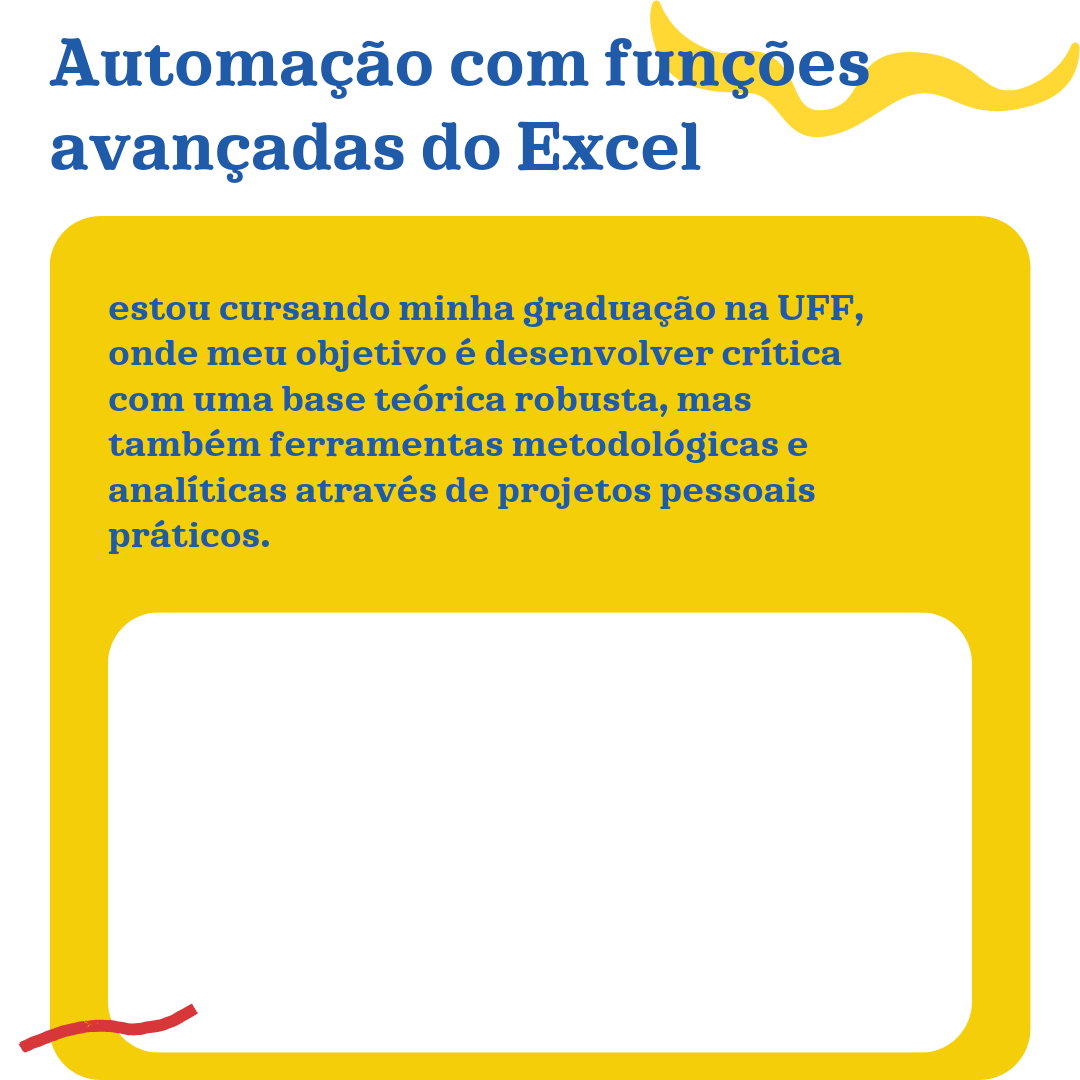 Automação com funções
avançadas do Excel
estou cursando minha graduação na UFF,
onde meu objetivo é desenvolver crítica
com uma base teórica robusta, mas
também ferramentas metodológicas e
analíticas através de projetos pessoais
práticos.